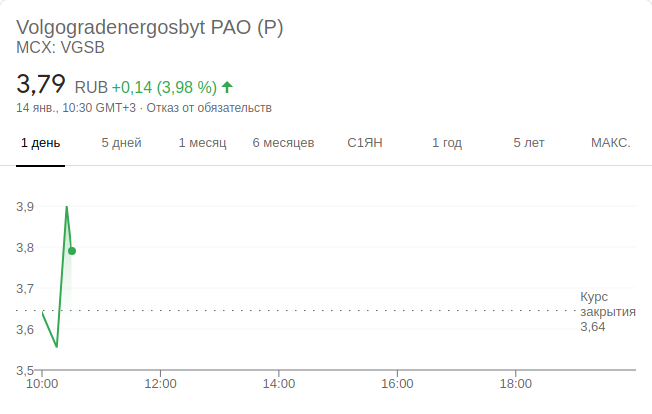 Volgogradenergosbyt PAO (P)
MCX: VGSB
3,79 RUB +0,14 (3,98 %)
14 янв., 10:30 GMT+3 · Отказ от обязательств
1 день 5 дней 1 месяц 6 месяцев С1ЯН 1 год 5 лет МАКС.
3,9
3,8
3,7
Курс
закрытия
3,64
3,6
3,5
10:00 12:00 14:00 16:00 18:00